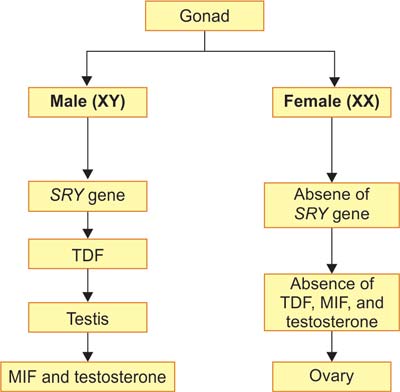 Gonad
Male (XY)
Female (XX)
SRY gene
Absene of
SRY gene
TDF
Absence of
TDF, MIF, and
testosterone
Testis
MIF and testosterone
Ovary